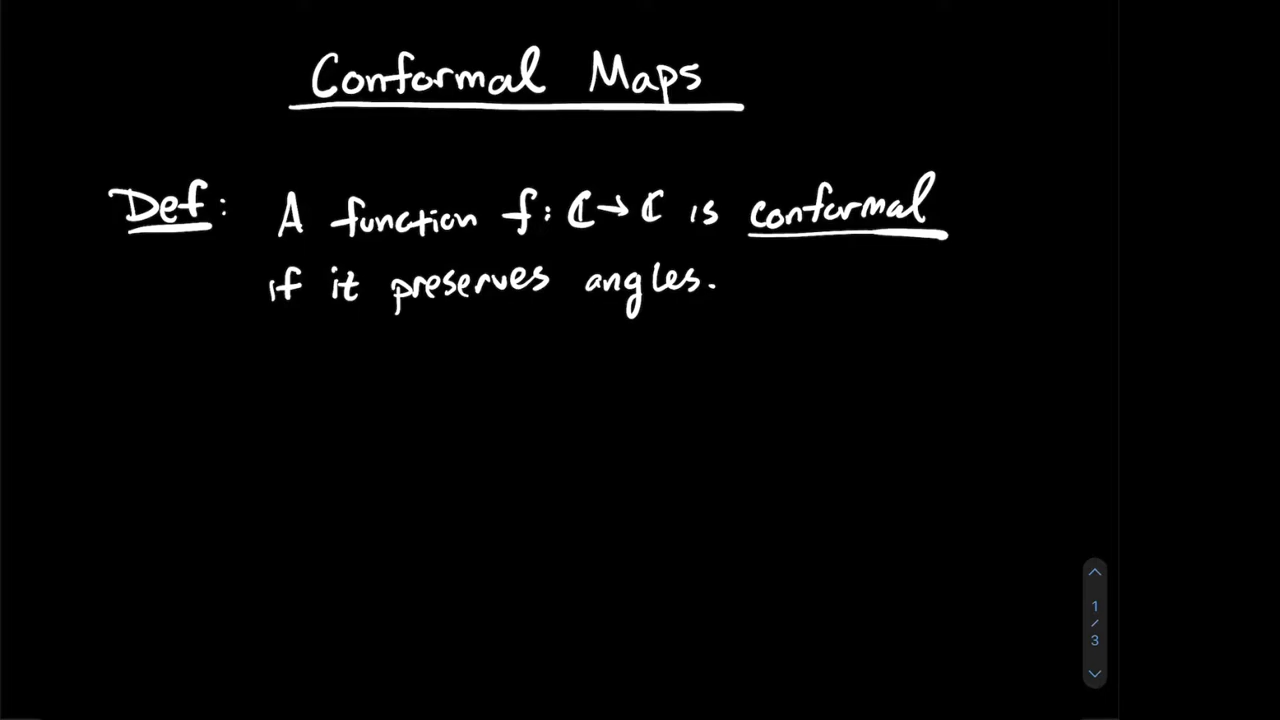 Conformal Maps
Def: A function f: ℂ→ℂ is conformal
if it preserves angles.
1
/
3